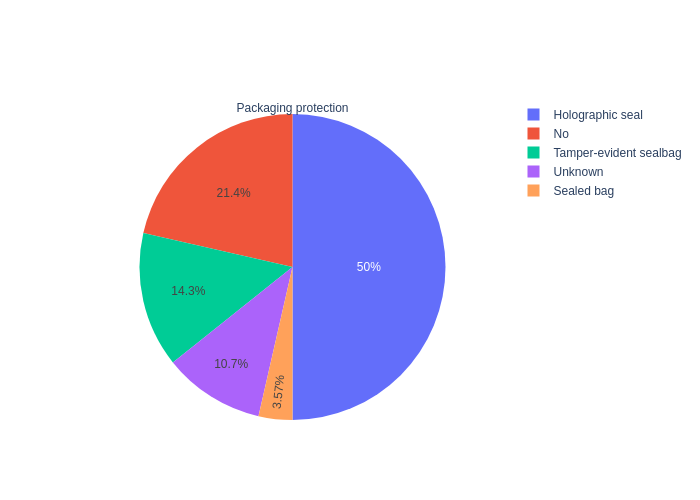 Packaging protection
Holographic seal
No
Tamper-evident sealbag
Unknown
Sealed bag
21.4%
50%
14.3%
10.7%
3.57%